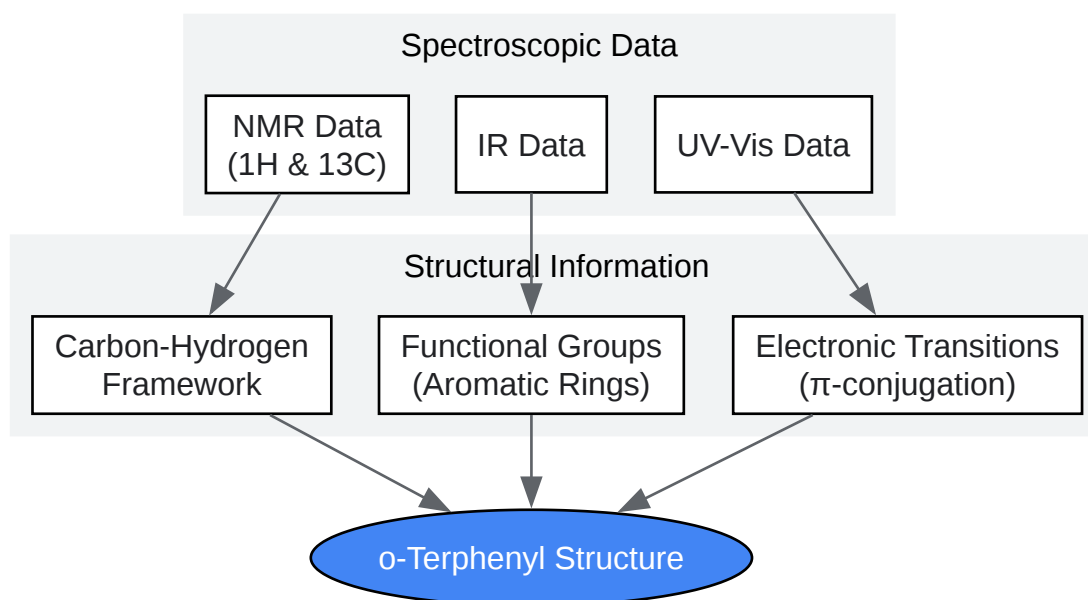 Spectroscopic Data
NMR Data
(1H & 13C)
IR Data
UV-Vis Data
Structural Information
Carbon-Hydrogen
Framework
Functional Groups
(Aromatic Rings)
Electronic Transitions
(π-conjugation)
o-Terphenyl Structure